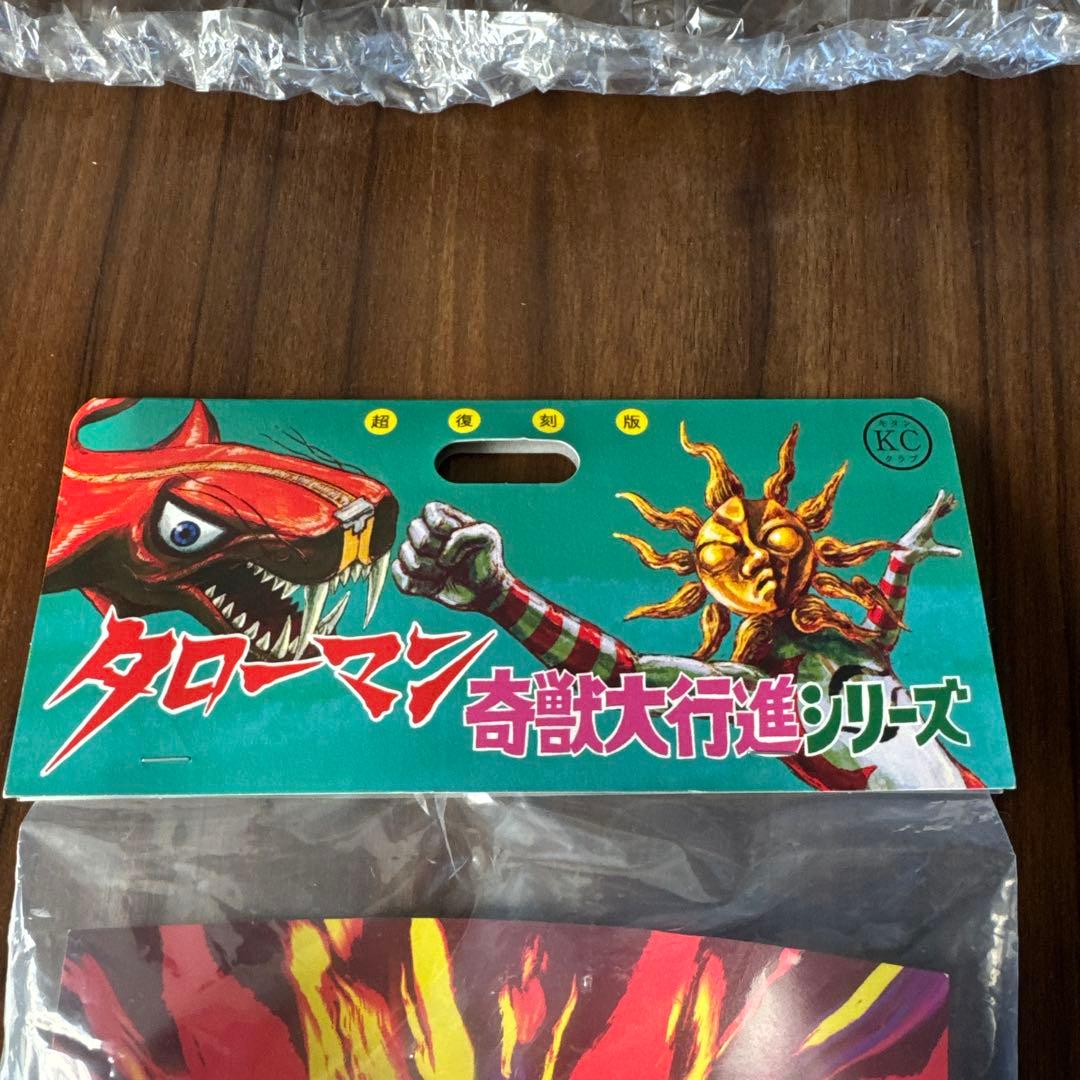 超復刻版
キタン
KC
クラブ
タローマン
奇獣大行進シリーズ